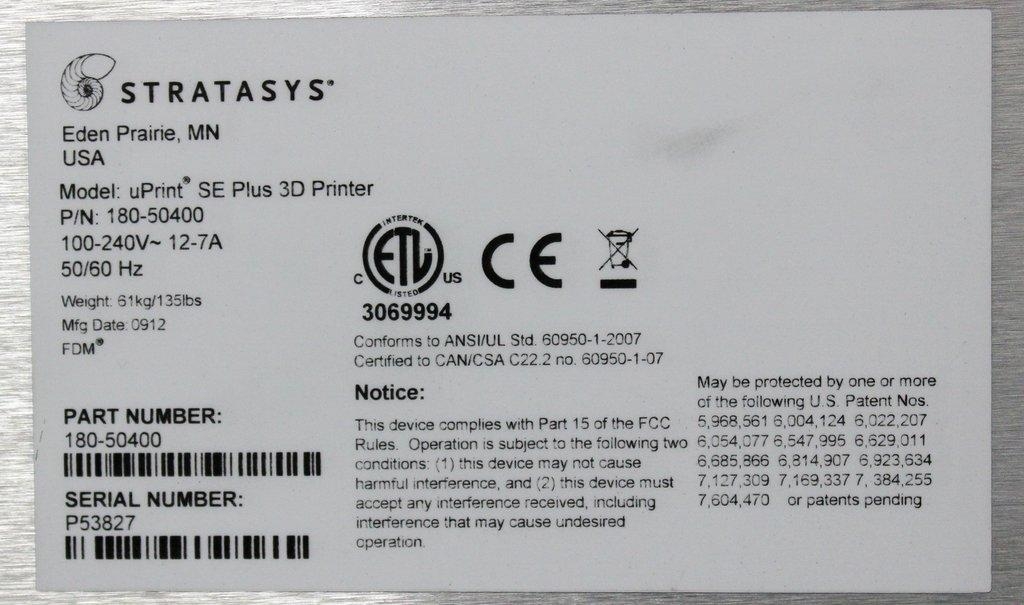 STRATASYS®
Eden Prairie, MN
USA
Model: uPrint® SE Plus 3D Printer
P/N: 180-50400
100-240V~ 12-7A
50/60 Hz
Weight: 61kg/135lbs
Mfg Date: 0912
FDM®
PART NUMBER:
180-50400
SERIAL NUMBER:
P53827
INTERTEK
ETL
C US
LISTED
CE
3069994
Conforms to ANSI/UL Std. 60950-1-2007
Certified to CAN/CSA C22.2 no. 60950-1-07
Notice:
This device complies with Part 15 of the FCC
Rules. Operation is subject to the following two
conditions: (1) this device may not cause
harmful interference, and (2) this device must
accept any interference received, including
interference that may cause undesired
operation.
May be protected by one or more
of the following U.S. Patent Nos.
5,968,561 6,004,124 6,022,207
6,054,077 6,547,995 6,629,011
6,685,866 6,814,907 6,923,634
7,127,309 7,169,337 7, 384,255
7,604,470 or patents pending